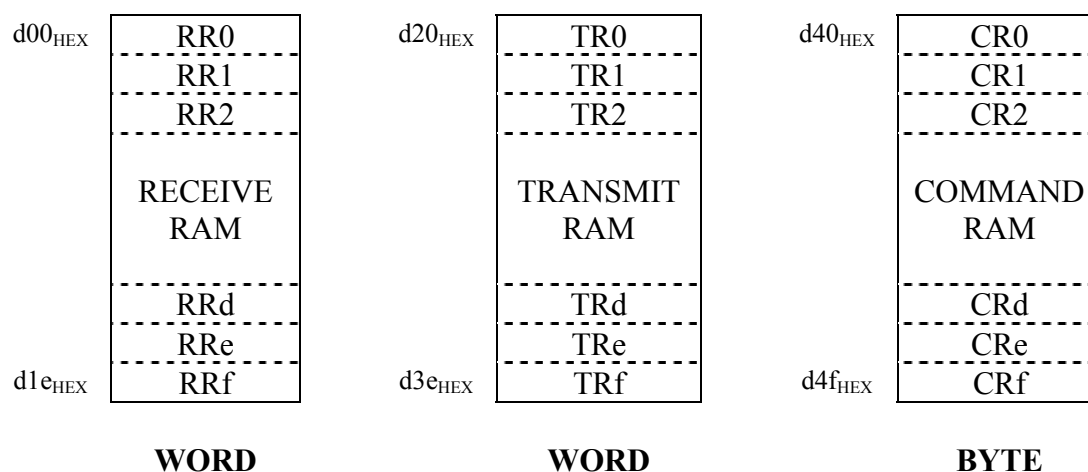 d00HEX
RR0
RR1
RR2
RECEIVE
RAM
RRd
RRe
d1eHEX
RRf
WORD
d20HEX
TR0
TR1
TR2
TRANSMIT
RAM
TRd
TRe
d3eHEX
TRf
WORD
d40HEX
CR0
CR1
CR2
COMMAND
RAM
CRd
CRe
d4fHEX
CRf
BYTE